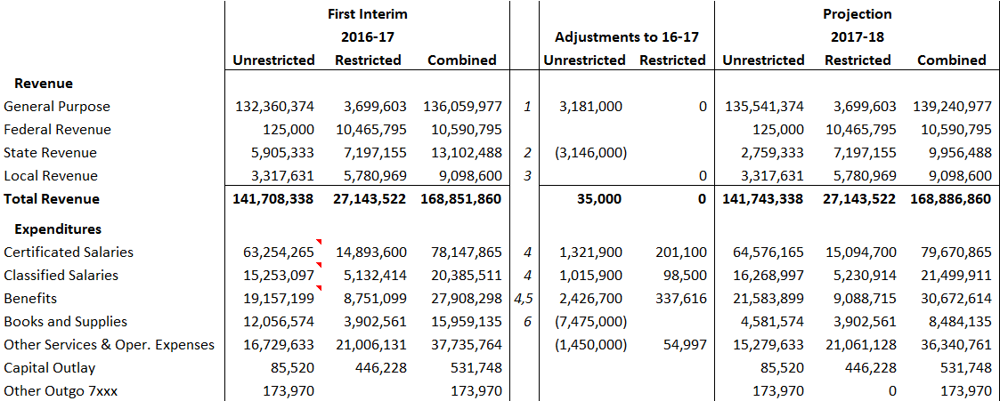 First Interim Projection
2016-17 Adjustments to 16-17 2017-18
Unrestricted Restricted Combined Unrestricted Restricted Unrestricted Restricted Combined
Revenue
General Purpose 132,360,374 3,699,603 136,059,977 1 3,181,000 0 135,541,374 3,699,603 139,240,977
Federal Revenue 125,000 10,465,795 10,590,795 125,000 10,465,795 10,590,795
State Revenue 5,905,333 7,197,155 13,102,488 2 (3,146,000) 2,759,333 7,197,155 9,956,488
Local Revenue 3,317,631 5,780,969 9,098,600 3 0 3,317,631 5,780,969 9,098,600
Total Revenue 141,708,338 27,143,522 168,851,860 35,000 0 141,743,338 27,143,522 168,886,860
Expenditures
Certificated Salaries 63,254,265 14,893,600 78,147,865 4 1,321,900 201,100 64,576,165 15,094,700 79,670,865
Classified Salaries 15,253,097 5,132,414 20,385,511 4 1,015,900 98,500 16,268,997 5,230,914 21,499,911
Benefits 19,157,199 8,751,099 27,908,298 4,5 2,426,700 337,616 21,583,899 9,088,715 30,672,614
Books and Supplies 12,056,574 3,902,561 15,959,135 6 (7,475,000) 4,581,574 3,902,561 8,484,135
Other Services & Oper. Expenses 16,729,633 21,006,131 37,735,764 (1,450,000) 54,997 15,279,633 21,061,128 36,340,761
Capital Outlay 85,520 446,228 531,748 85,520 446,228 531,748
Other Outgo 7xxx 173,970 173,970 173,970 0 173,970